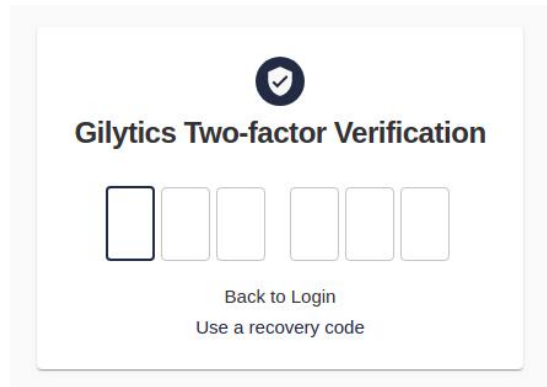 Gilytics Two-factor Verification
Back to Login
Use a recovery code